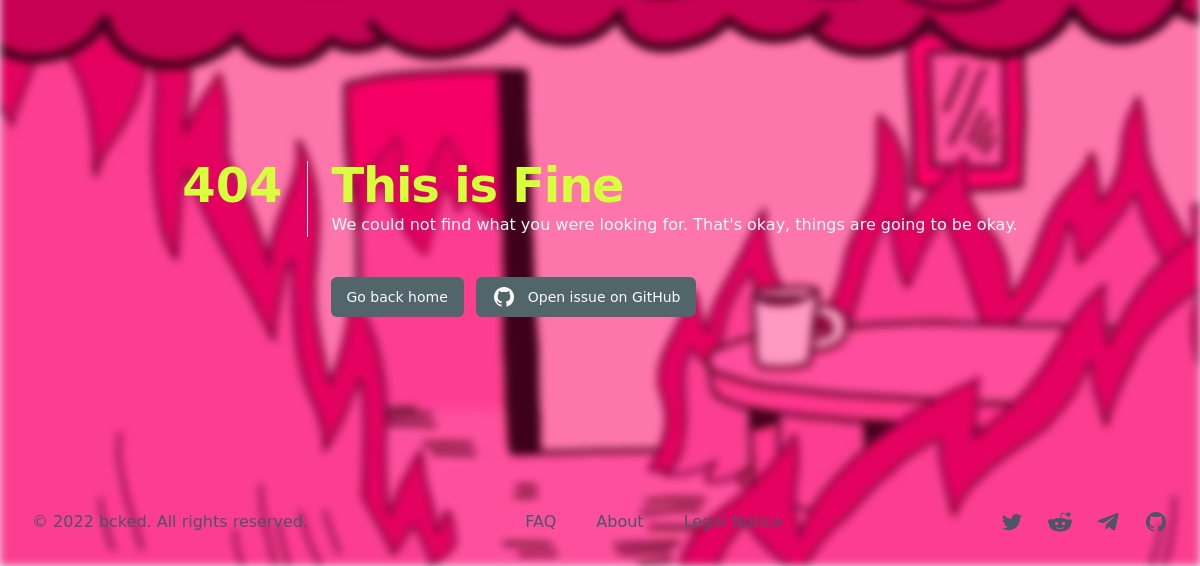 404
This is Fine
We could not find what you were looking for. That's okay, things are going to be okay.
Go back home
Open issue on GitHub
© 2022 bcked. All rights reserved.
FAQ
About
Legal Notice